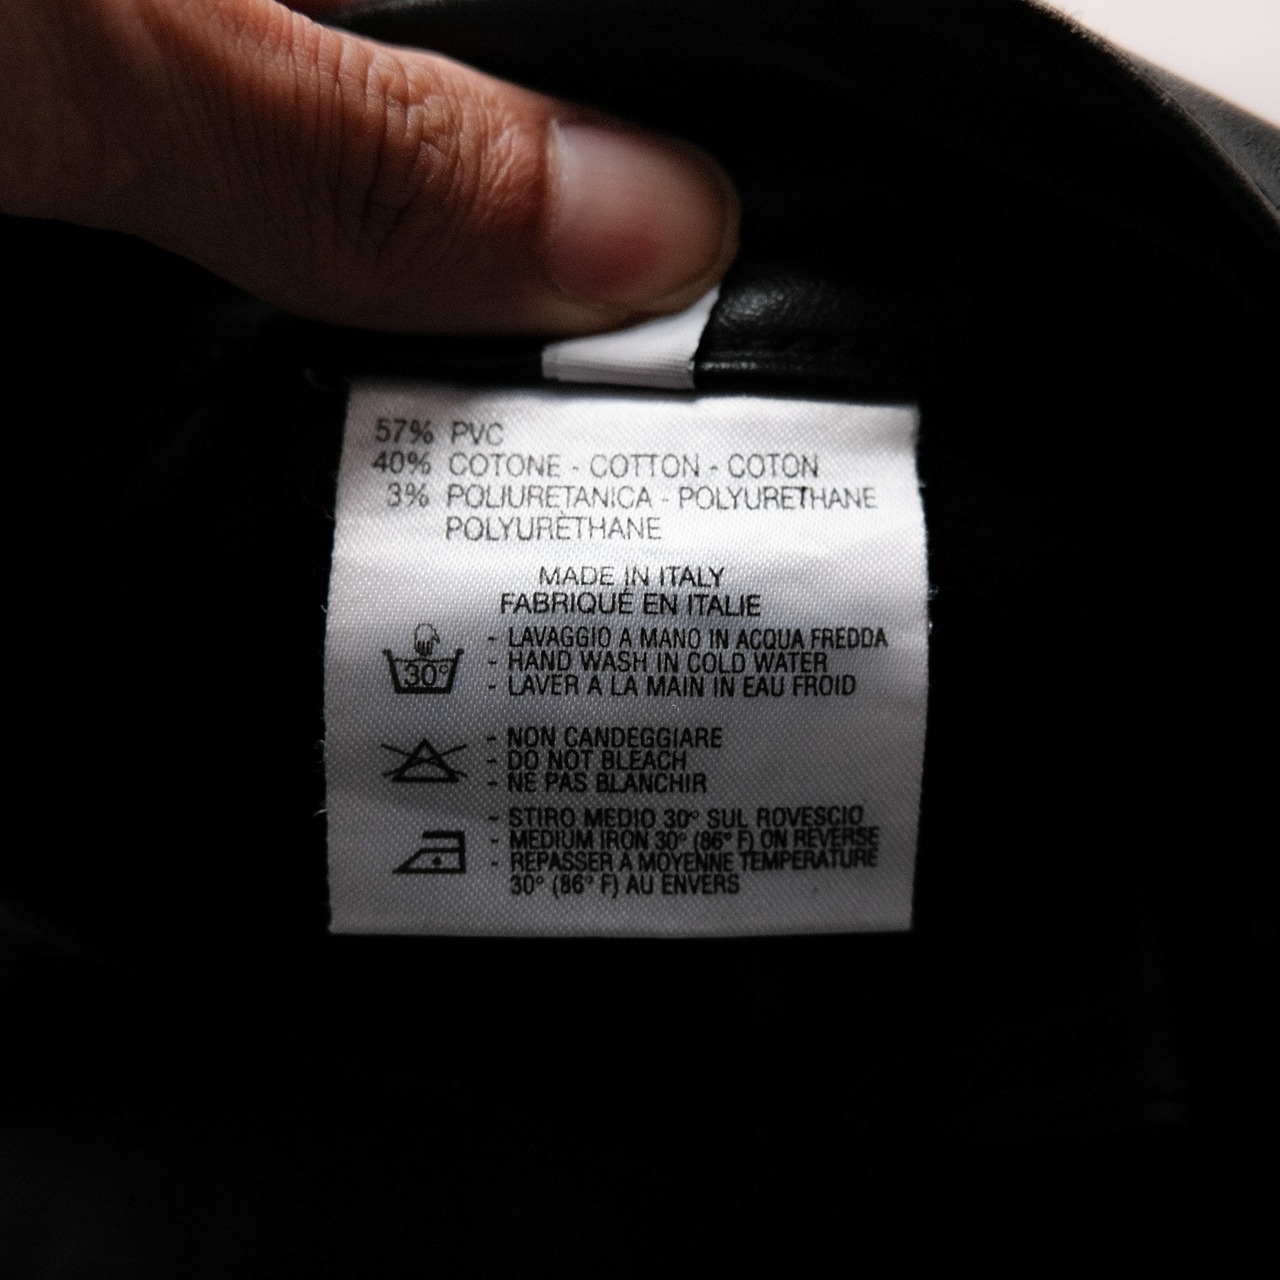 57% PVC
40% COTONE - COTTON - COTON
3% POLIURETANICA - POLYURETHANE
POLYURÈTHANE
MADE IN ITALY
FABRIQUÉ EN ITALIE
- LAVAGGIO A MANO IN ACQUA FREDDA
- HAND WASH IN COLD WATER
30° - LAVER A LA MAIN IN EAU FROID
- NON CANDEGGIARE
- DO NOT BLEACH
- NE PAS BLANCHIR
- STIRO MEDIO 30° SUL ROVESCIO
- MEDIUM IRON 30° (86° F) ON REVERSE
- REPASSER A MOYENNE TEMPERATURE
30° (86° F) AU ENVERS